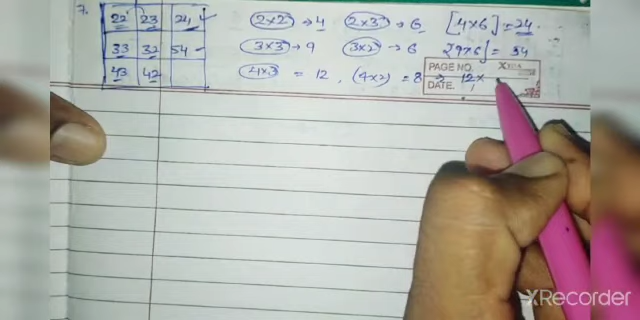 7. 22 23 24 (2×2) → 4 (2×3) → 6 [4×6] = 24
33 32 54 (3×3) → 9 (3×2) → 6 [9×6] = 54
43 42 (4×3) = 12, (4×2) = 8 → 12×
PAGE NO.
DATE.
XRecorder